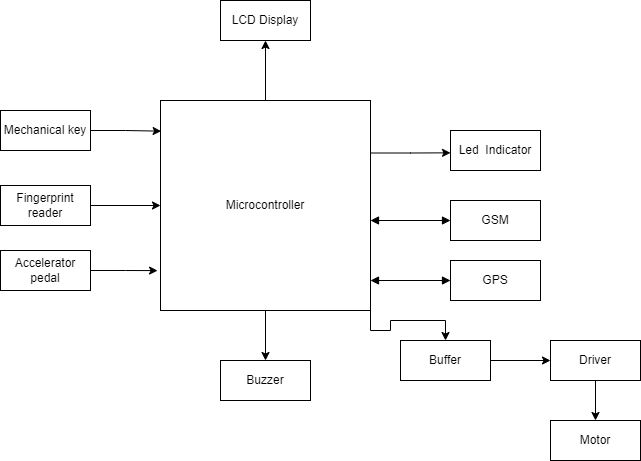 LCD Display
Mechanical key
Led  Indicator
Fingerprint
reader
Microcontroller
GSM
Accelerator
pedal
GPS
Buzzer
Buffer
Driver
Motor